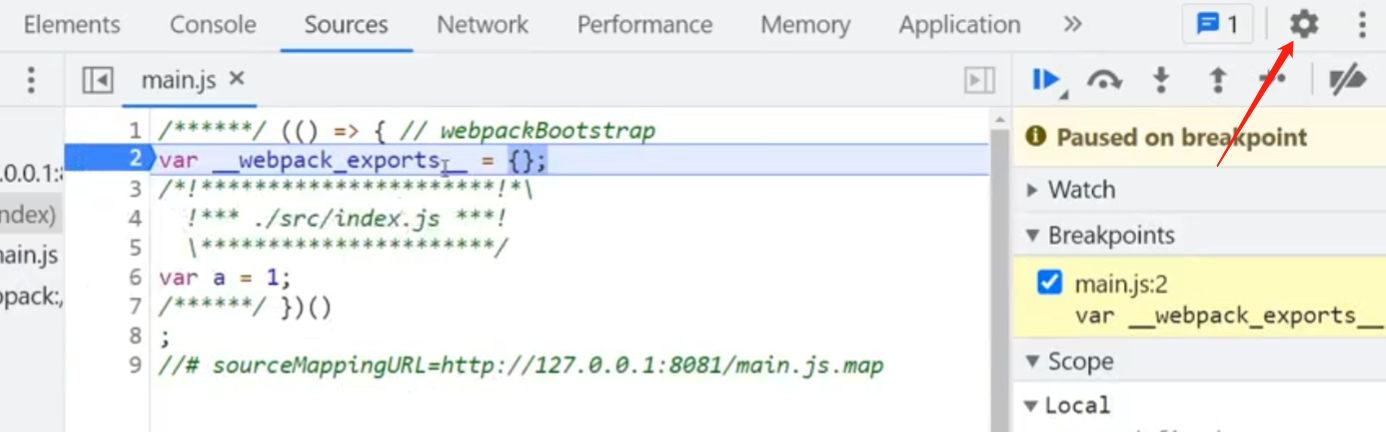 Elements Console Sources Network Performance Memory Application 1
main.js
1 /******/ (() => { // webpackBootstrap
2 var __webpack_exports__ = {};
3 /*!**********************!*\
4 !*** ./src/index.js ***!
5 \**********************/
6 var a = 1;
7 /******/ })()
8 ;
9 //# sourceMappingURL=http://127.0.0.1:8081/main.js.map
.0.0.1:8
ndex)
ain.js
pack:/
Paused on breakpoint
Watch
Breakpoints
main.js:2
var __webpack_exports__
Scope
Local